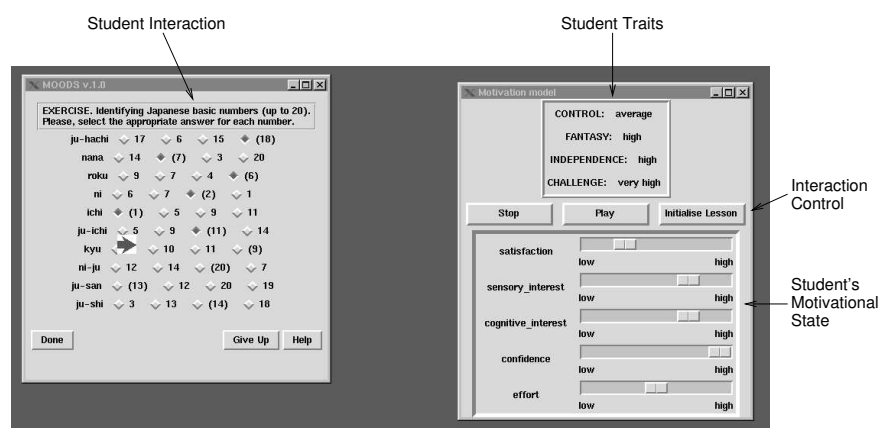 Student Interaction
Student Traits
MOODS v.1.0
EXERCISE. Identifying Japanese basic numbers (up to 20).
Please, select the appropriate answer for each number.
ju-hachi 17 6 15 (18)
nana 14 (7) 3 20
roku 9 7 4 (6)
ni 6 7 (2) 1
ichi (1) 5 9 11
ju-ichi 5 9 (11) 14
kyu 10 11 (9)
ni-ju 12 14 (20) 7
ju-san (13) 12 20 19
ju-shi 3 13 (14) 18
Done Give Up Help
Motivation model
CONTROL: average
FANTASY: high
INDEPENDENCE: high
CHALLENGE: very high
Stop Play Initialise Lesson
satisfaction
low high
sensory_interest
low high
cognitive_interest
low high
confidence
low high
effort
low high
Interaction
Control
Student's
Motivational
State